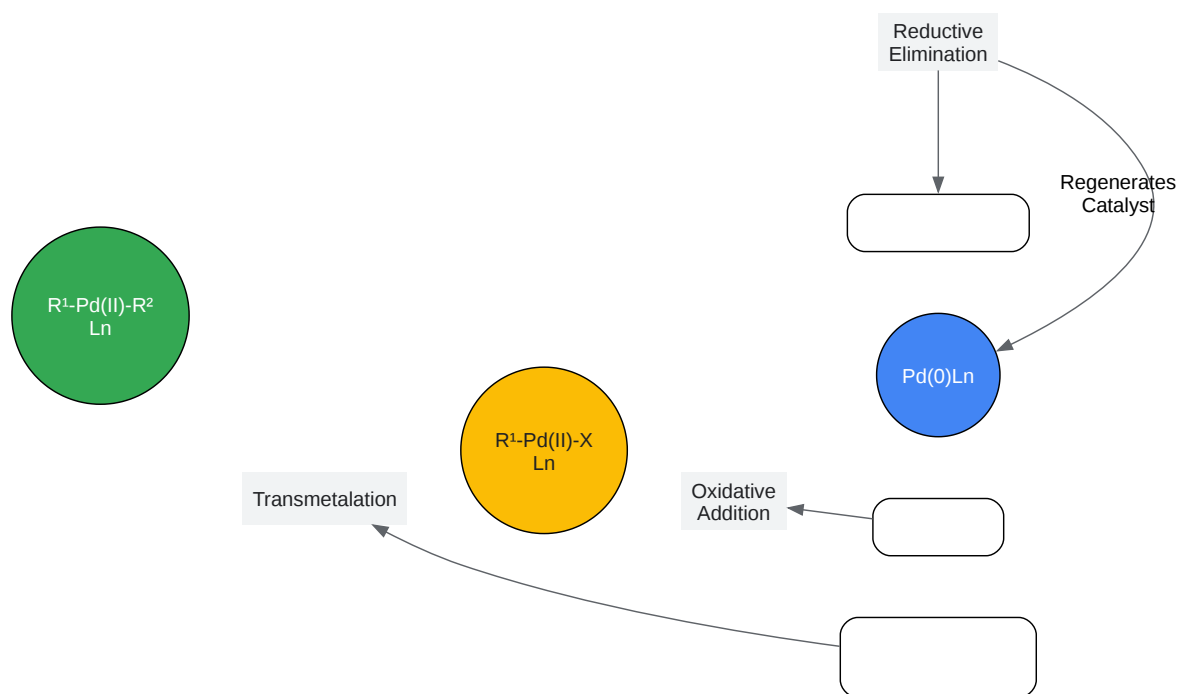 Reductive
Elimination
Regenerates
Catalyst
R¹-Pd(II)-R²
Ln
Pd(0)Ln
R¹-Pd(II)-X
Ln
Transmetalation
Oxidative
Addition